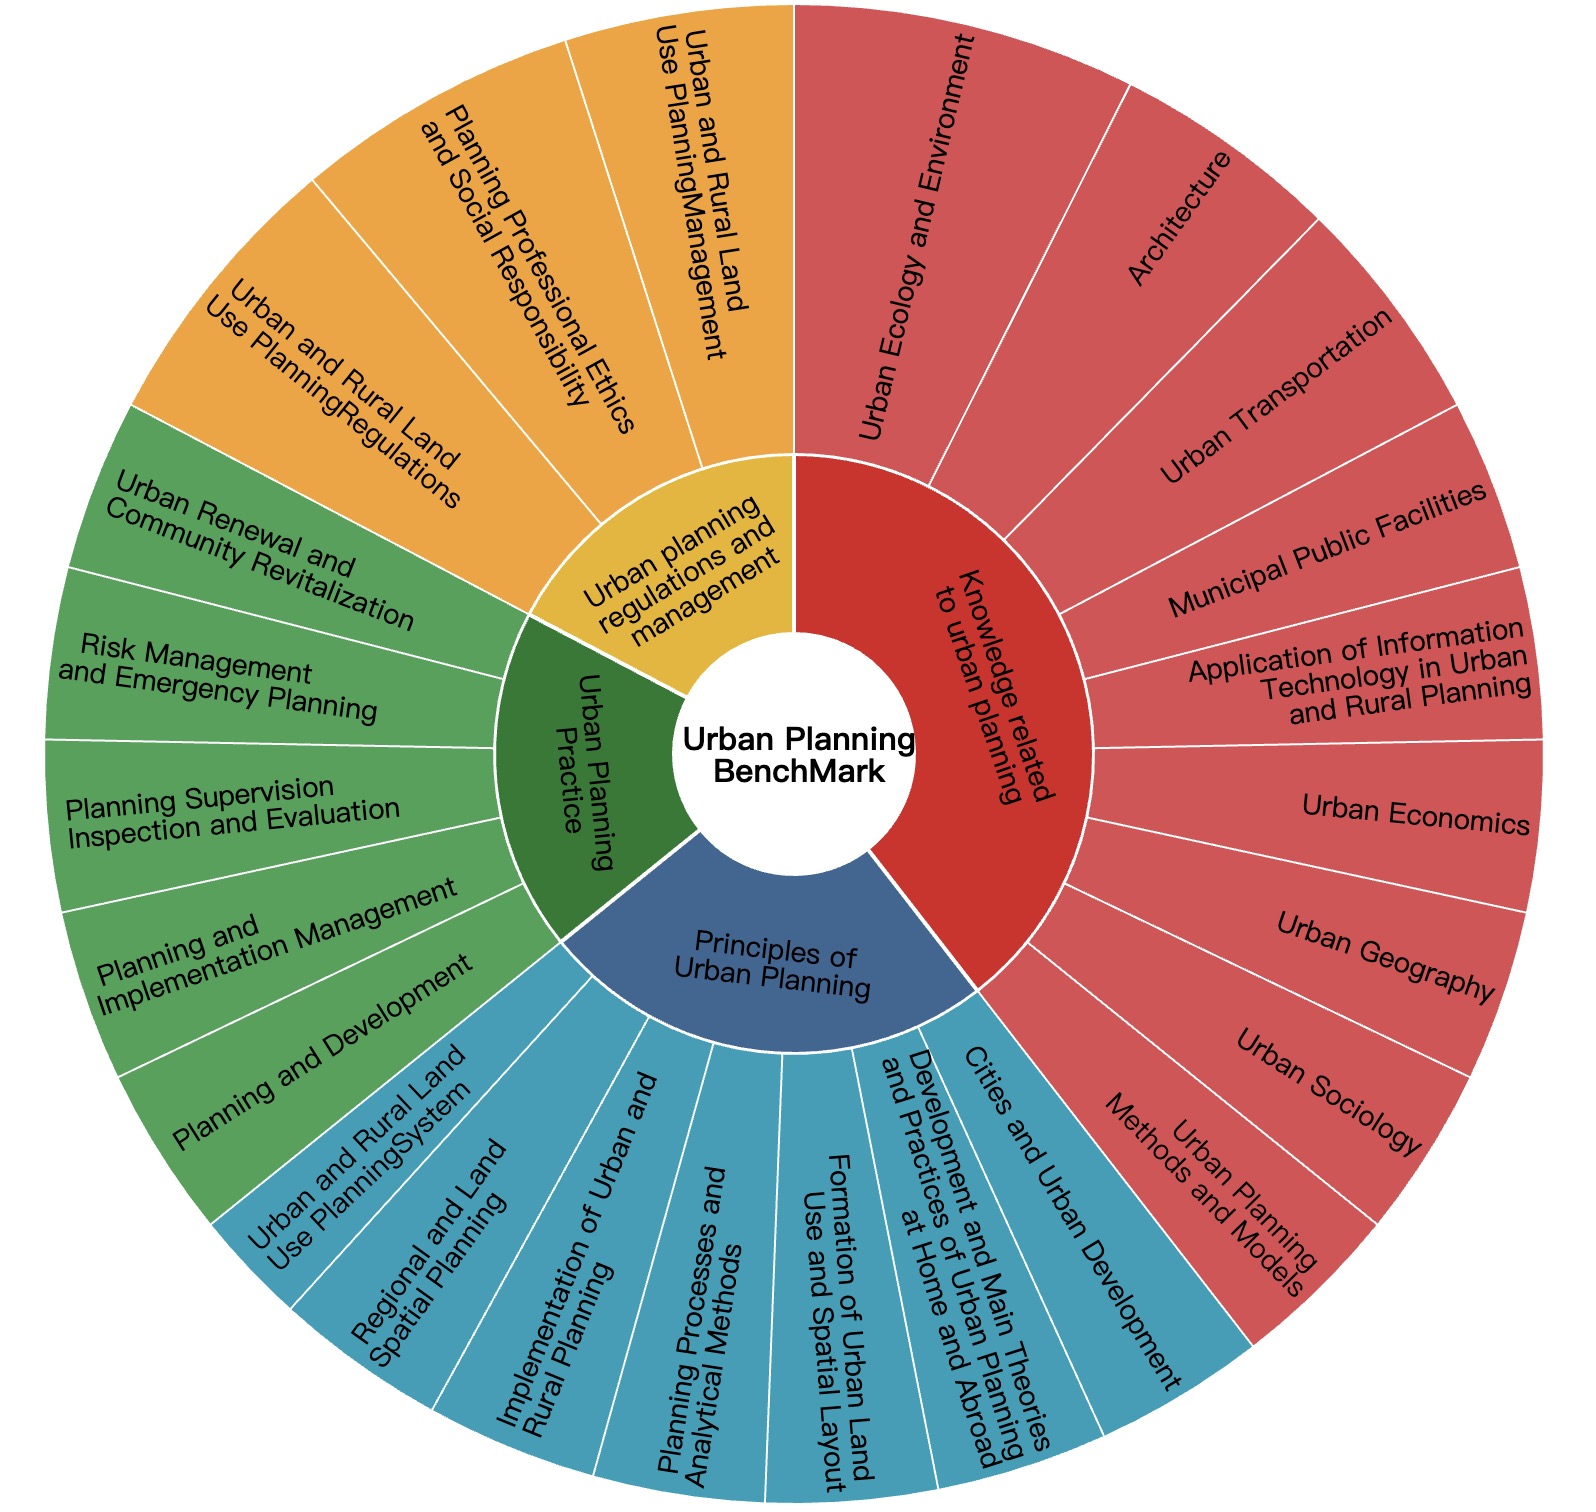 Urban Planning
BenchMark
Knowledge related
to urban planning
Urban Ecology and Environment
Architecture
Urban Transportation
Municipal Public Facilities
Application of Information
Technology in Urban
and Rural Planning
Urban Economics
Urban Geography
Urban Sociology
Urban Planning
Methods and Models
Principles of
Urban Planning
Cities and Urban Development
Development and Main Theories
and Practices of Urban Planning
at Home and Abroad
Formation of Urban Land
Use and Spatial Layout
Planning Processes and
Analytical Methods
Implementation of Urban and
Rural Planning
Regional and Land
Spatial Planning
Urban and Rural Land
Use PlanningSystem
Urban Planning
Practice
Planning and Development
Planning and
Implementation Management
Planning Supervision
Inspection and Evaluation
Risk Management
and Emergency Planning
Urban Renewal and
Community Revitalization
Urban planning
regulations and
management
Urban and Rural Land
Use PlanningRegulations
Planning Professional Ethics
and Social Responsibility
Urban and Rural Land
Use PlanningManagement